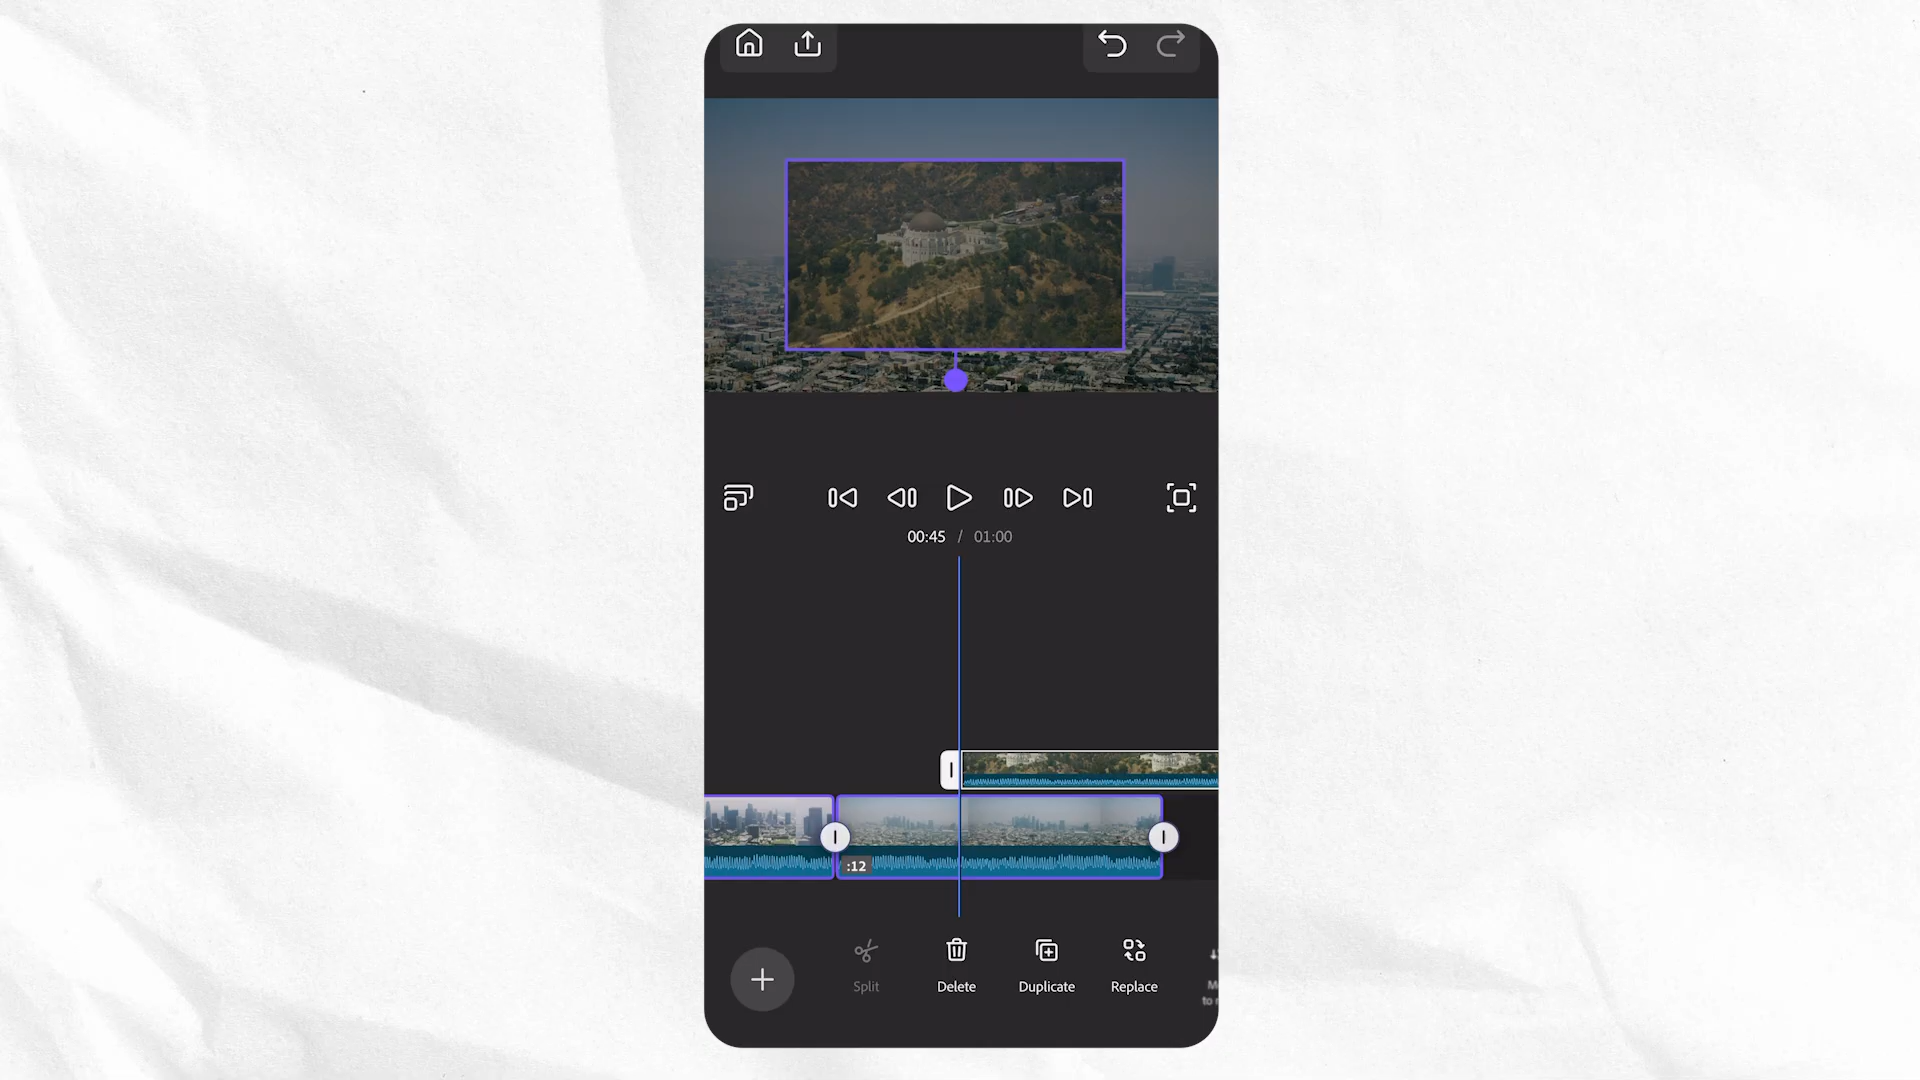 00:45 / 01:00
:12
Split
Delete
Duplicate
Replace